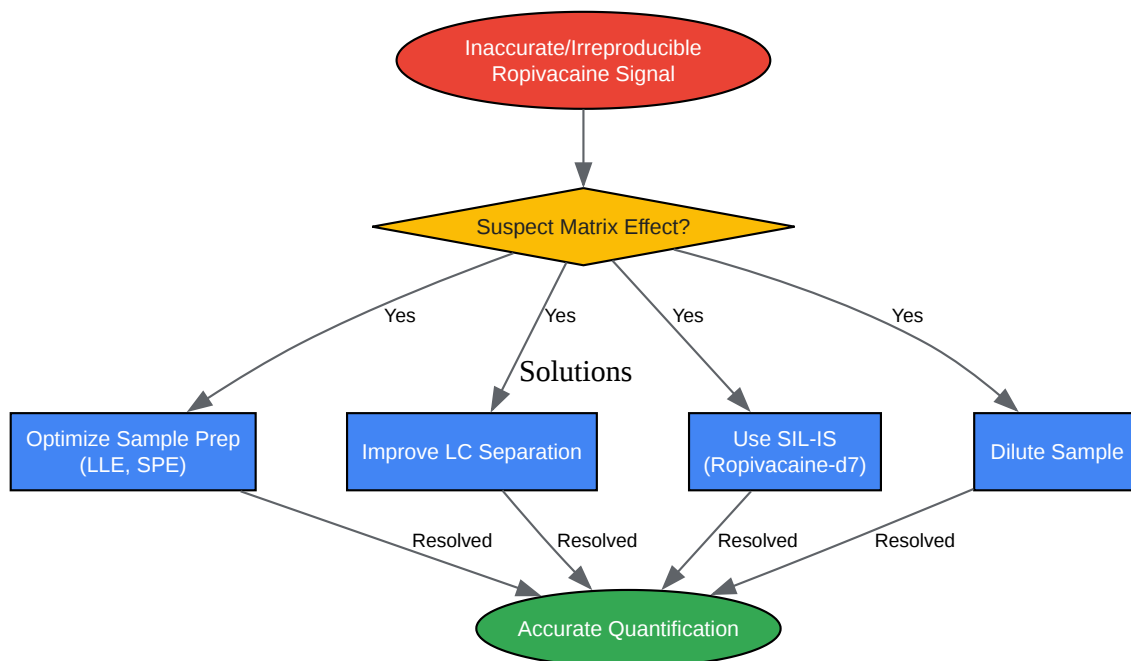 Inaccurate/Irreproducible
Ropivacaine Signal
Suspect Matrix Effect?
Yes
Yes
Yes
Yes
Solutions
Optimize Sample Prep
(LLE, SPE)
Improve LC Separation
Use SIL-IS
(Ropivacaine-d7)
Dilute Sample
Resolved
Resolved
Resolved
Resolved
Accurate Quantification